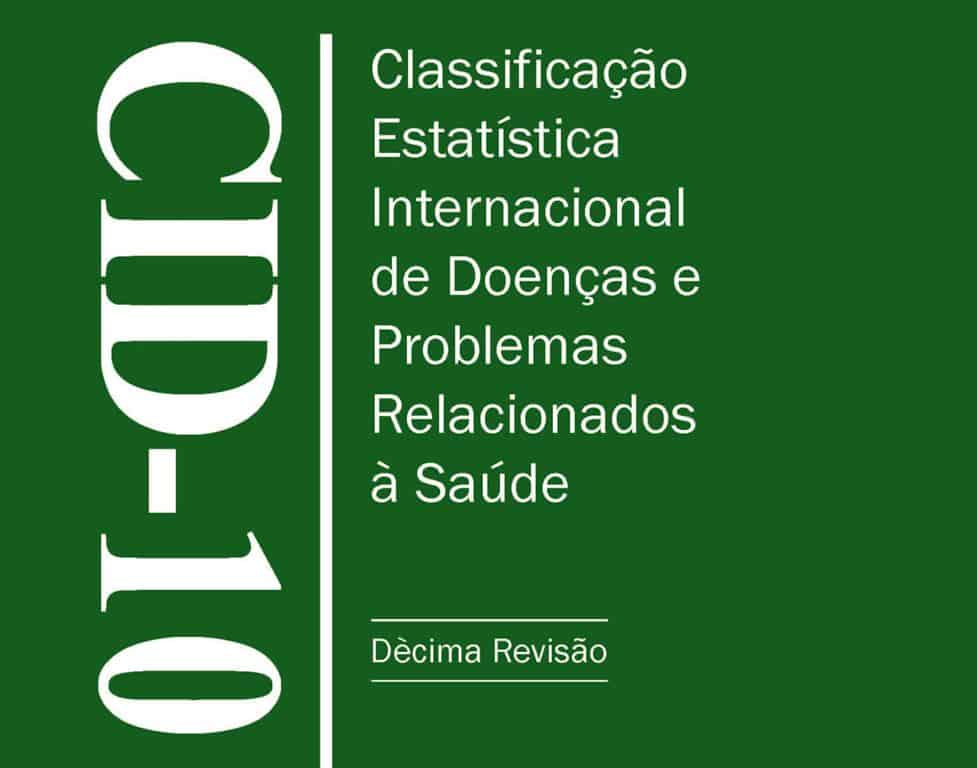 CID-10
Classificação
Estatística
Internacional
de Doenças e
Problemas
Relacionados
à Saúde
Dècima Revisão